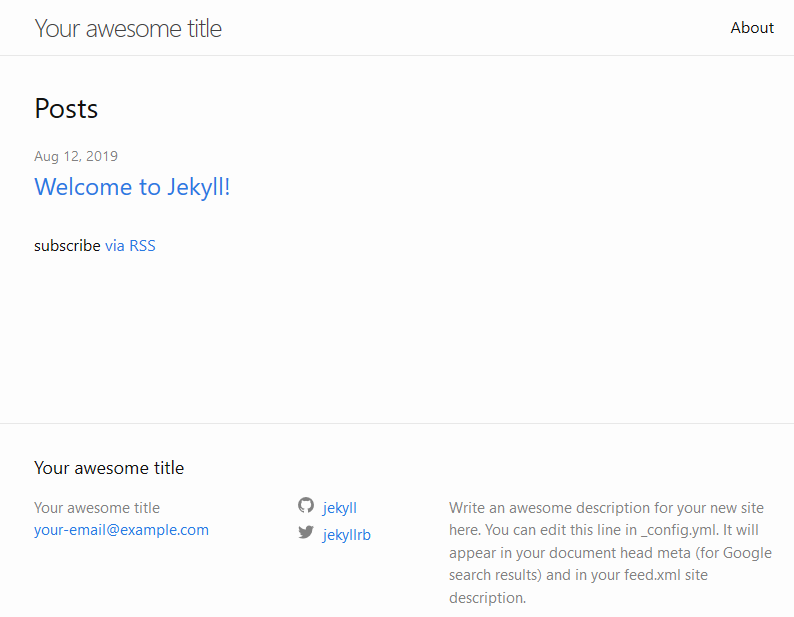 Your awesome title
About
Posts
Aug 12, 2019
Welcome to Jekyll!
subscribe via RSS
Your awesome title
Your awesome title
your-email@example.com
jekyll
jekyllrb
Write an awesome description for your new site
here. You can edit this line in _config.yml. It will
appear in your document head meta (for Google
search results) and in your feed.xml site
description.